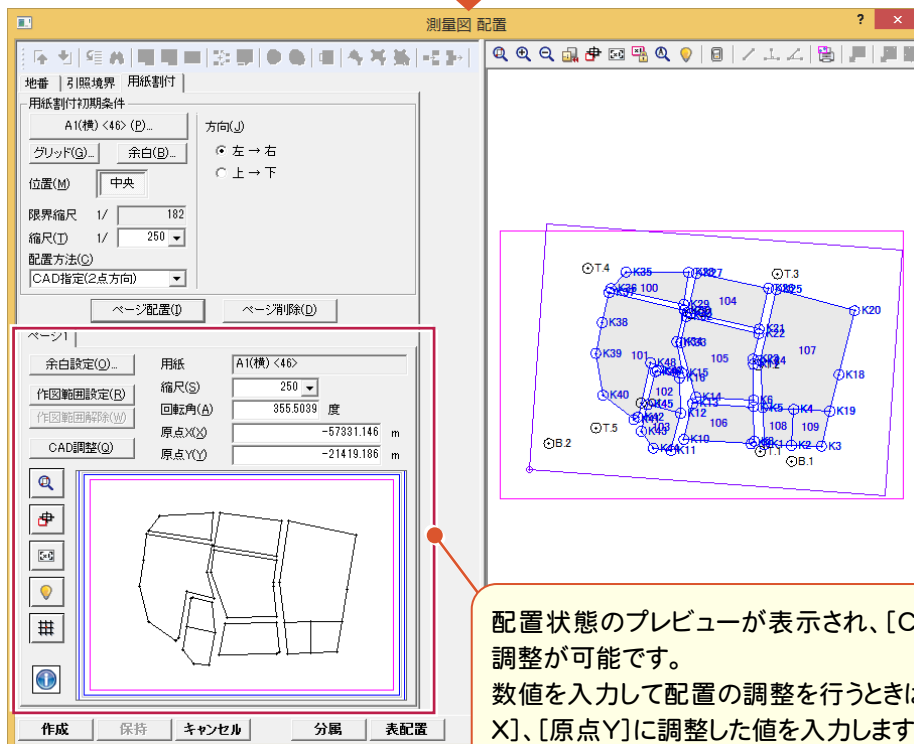 測量図 配置
? ×
地番 引照境界 用紙割付
用紙割付初期条件
A1(横) <46> (P)...
方向(J)
グリッド(G)... 余白(B)...
左 → 右
上 → 下
位置(M) 中央
限界縮尺 1/ 182
縮尺(T) 1/ 250
配置方法(C)
CAD指定(2点方向)
ページ配置(I) ページ削除(D)
ページ1
余白設定(O)...
用紙 A1(横) <46>
作図範囲設定(R)
縮尺(S) 250
作図範囲解除(W)
回転角(A) 355.5039 度
CAD調整(Q)
原点X(X) -57331.146 m
原点Y(Y) -21419.186 m
作成 保持 キャンセル 分属 表配置
T.4 K35 K27 T.3
100 K25
K37 K29 104 K20
K38 K21
K22 107
K39 101 K48 105
K15 K16 K18
K40 102 K14
K45 K13 K6 K5 K4 K19
K42 K12
T.5 K43 103 106 108 109
B.2 K10 K1 K2 K3
K11 T.1
B.1
配置状態のプレビューが表示され、[C
調整が可能です。
数値を入力して配置の調整を行うときは
X]、[原点Y]に調整した値を入力します